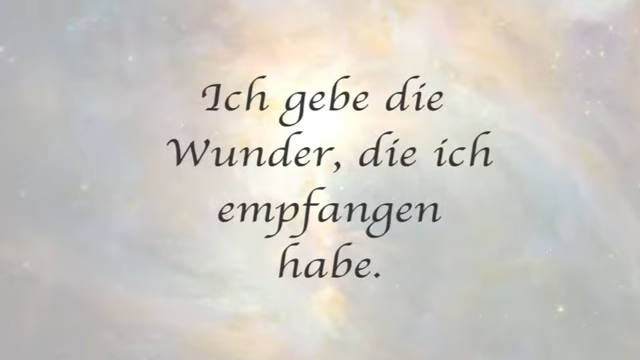 Ich gebe die
Wunder, die ich
empfangen
habe.